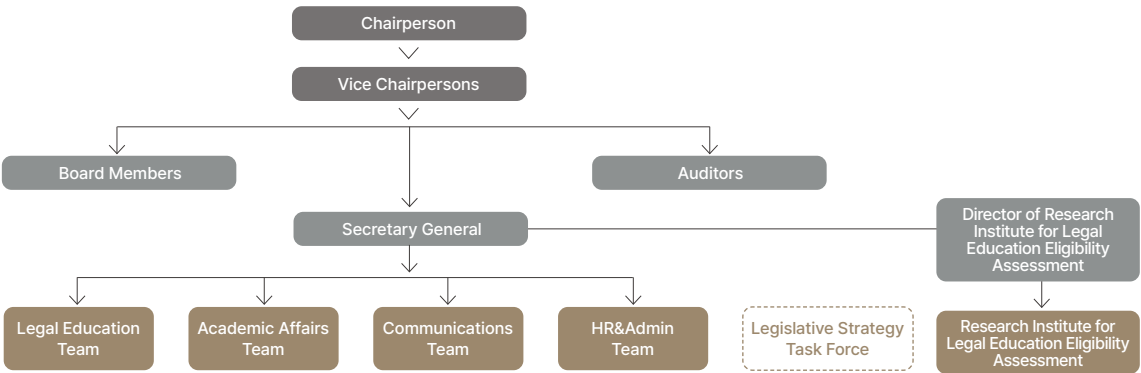 Chairperson
Vice Chairpersons
Board Members
Auditors
Secretary General
Director of Research
Institute for Legal
Education Eligibility
Assessment
Legal Education
Team
Academic Affairs
Team
Communications
Team
HR&Admin
Team
Legislative Strategy
Task Force
Research Institute for
Legal Education Eligibility
Assessment